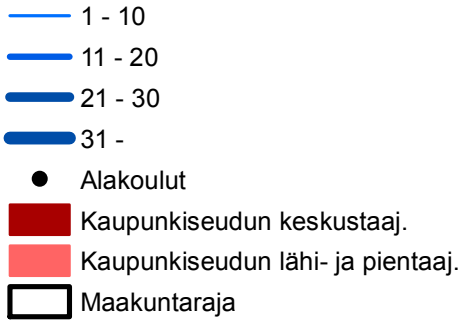 1 - 10
11 - 20
21 - 30
31 -
Alakoulut
Kaupunkiseudun keskustaaj.
Kaupunkiseudun lähi- ja pientaaj.
Maakuntaraja